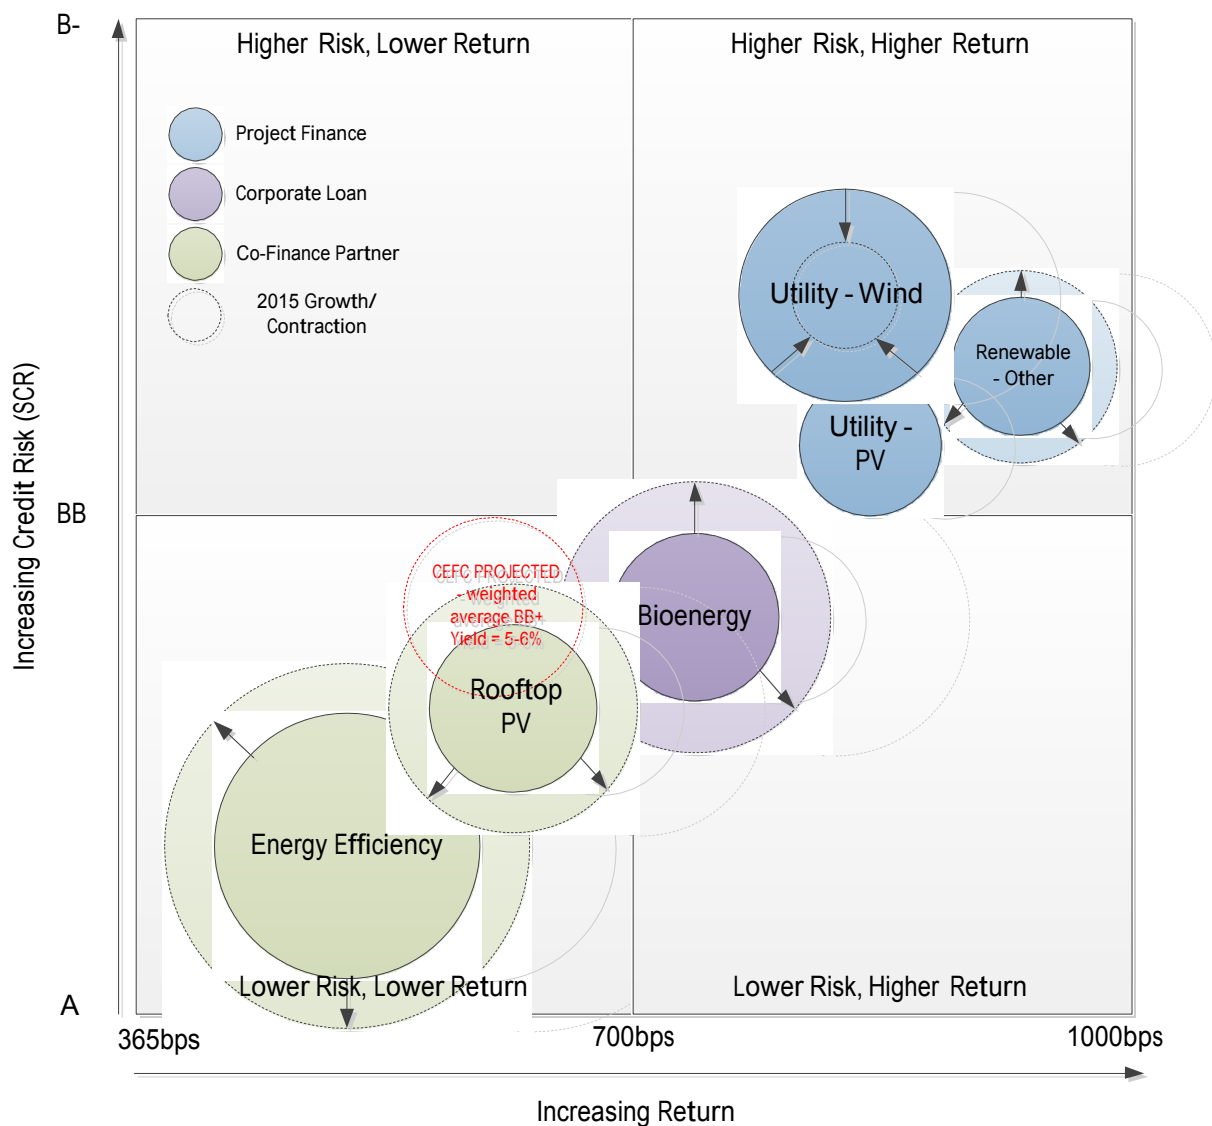 B-
Higher Risk, Lower Return
Higher Risk, Higher Return
Project Finance
Corporate Loan
Co-Finance Partner
2015 Growth/
Contraction
Utility - Wind
Renewable
- Other
Utility -
PV
Increasing Credit Risk (SCR)
BB
CEFC PROJECTED
- weighted
average BB+
Yield = 5-6%
Bioenergy
Rooftop
PV
Energy Efficiency
Lower Risk, Lower Return
Lower Risk, Higher Return
A
365bps
7000bps
1000bps
Increasing Return